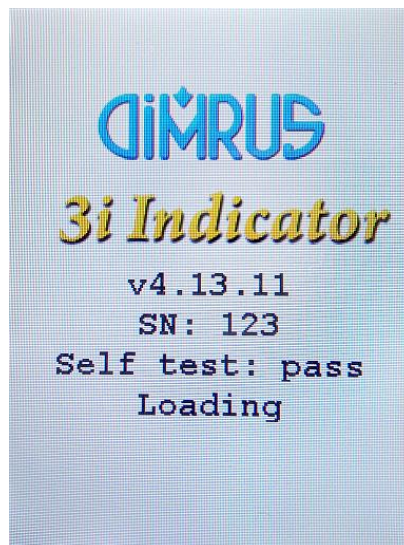 DiMRUS
3i Indicator
v4.13.11
SN: 123
Self test: pass
Loading